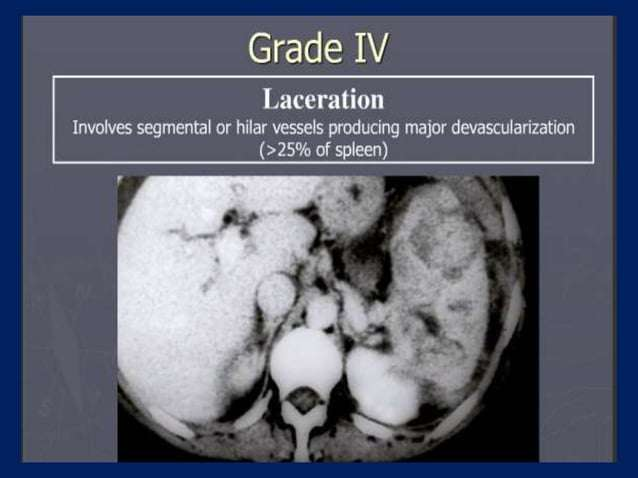 Grade IV
Laceration
Involves segmental or hilar vessels producing major devascularization
(>25% of spleen)